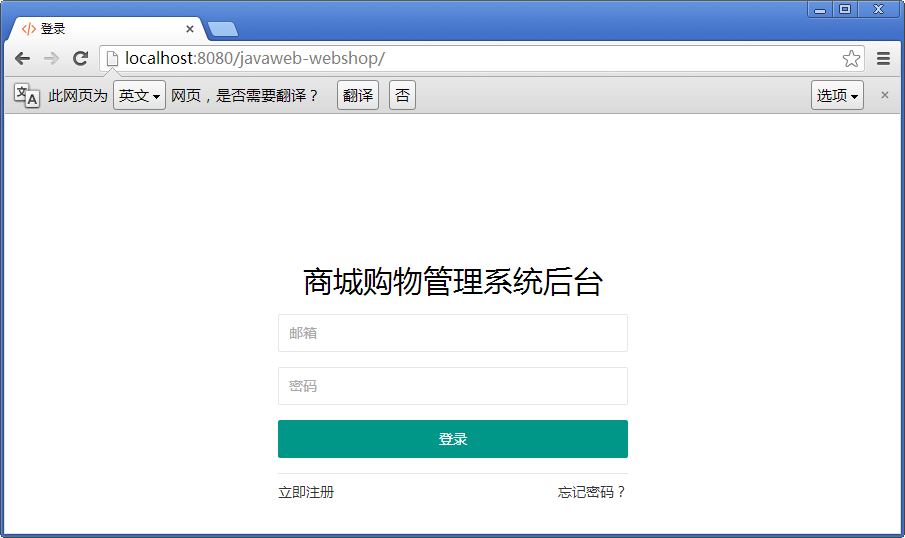 登录
localhost:8080/javaweb-webshop/
此网页为 英文 网页，是否需要翻译？ 翻译 否 选项
商城购物管理系统后台
邮箱
密码
登录
立即注册 忘记密码？